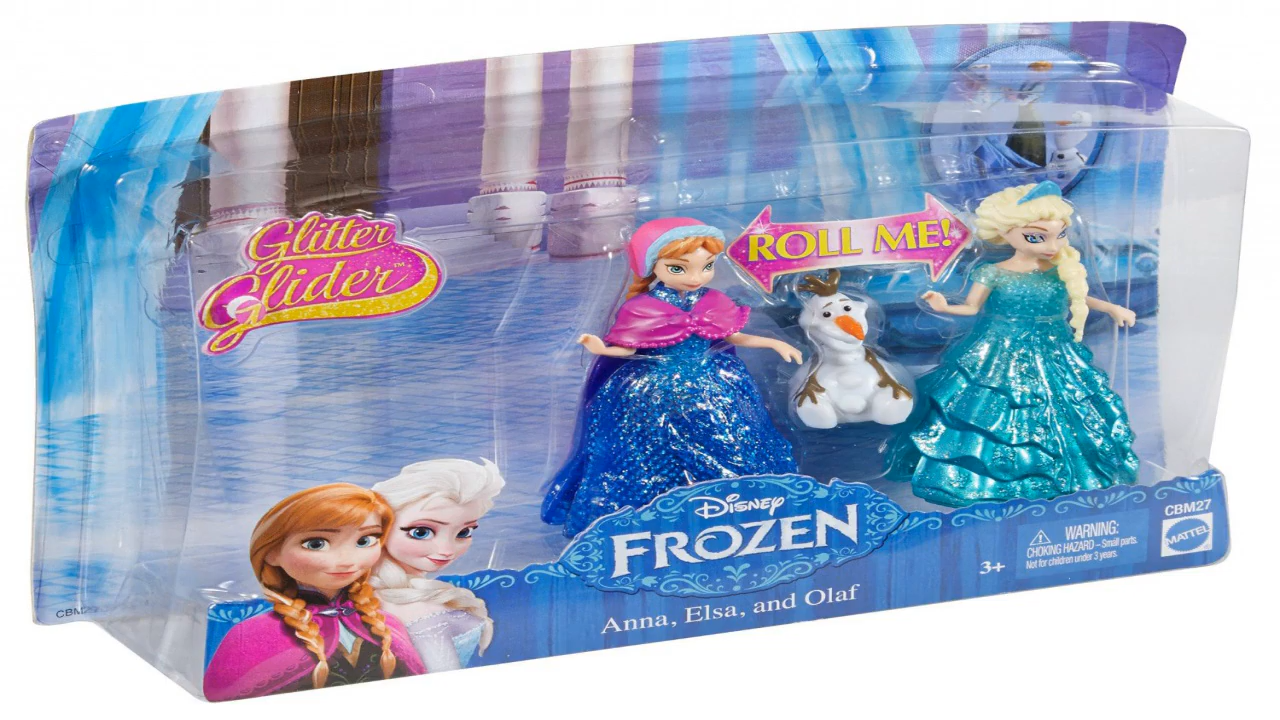 Glitter
Glider™
ROLL ME!
Disney
FROZEN
Anna, Elsa, and Olaf
3+
WARNING:
CHOKING HAZARD – Small parts.
Not for children under 3 years.
CBM27
MATTEL